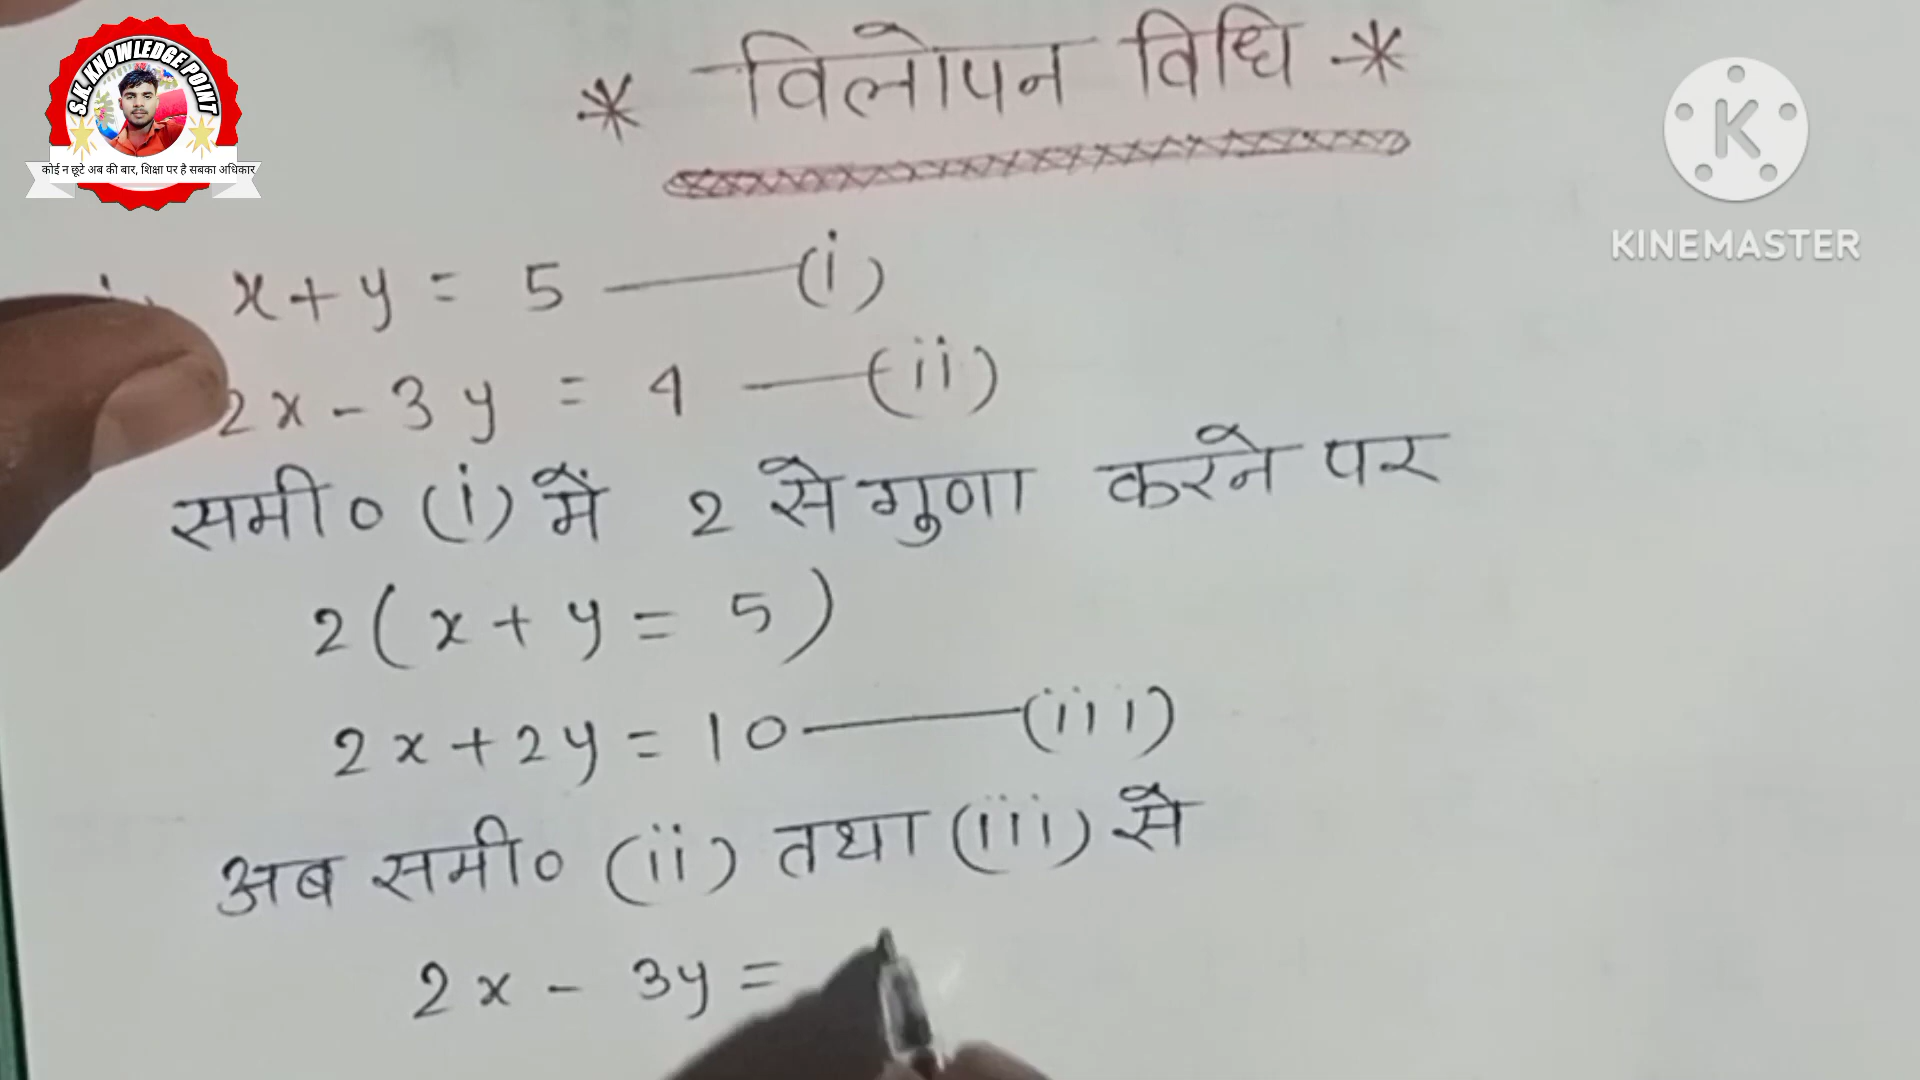 S.K. KNOWLEDGE POINT
कोई न छूटे अब की बार, शिक्षा पर है सबका अधिकार
K
KINEMASTER
* विलोपन विधि *
x + y = 5 —— (i)
2x - 3y = 4 —— (ii)
समी० (i) में 2 से गुणा करने पर
2 ( x + y = 5 )
2x + 2y = 10 —— (iii)
अब समी० (ii) तथा (iii) से
2x - 3y =